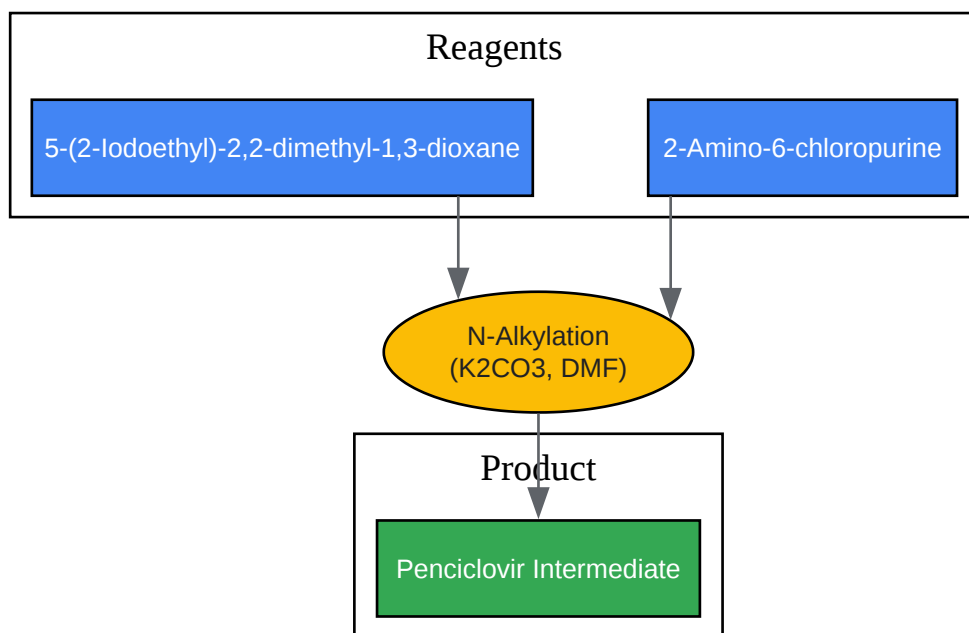 Reagents
5-(2-Iodoethyl)-2,2-dimethyl-1,3-dioxane
2-Amino-6-chloropurine
N-Alkylation
(K2CO3, DMF)
Product
Penciclovir Intermediate